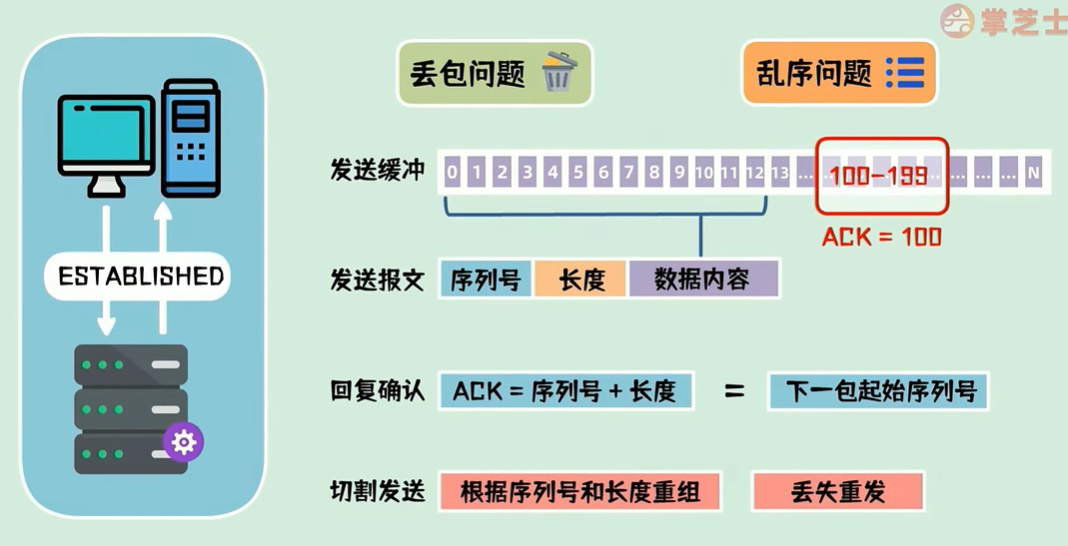 掌芝士
丢包问题
乱序问题
发送缓冲
0 1 2 3 4 5 6 7 8 9 10 11 12 13 ... 100-199 ... ... ... ... N
ACK = 100
ESTABLISHED
发送报文
序列号 长度 数据内容
回复确认
ACK = 序列号 + 长度 = 下一包起始序列号
切割发送
根据序列号和长度重组
丢失重发